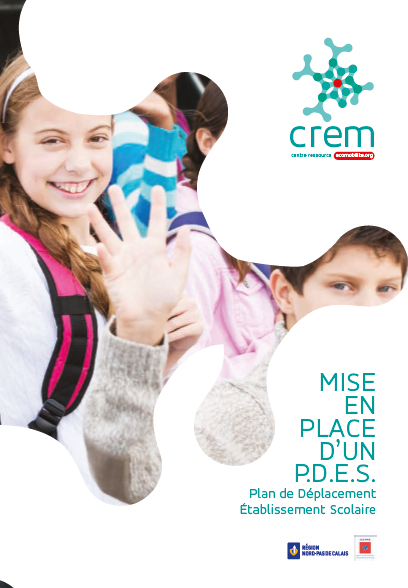 crem
centre ressource ecomobilite.org
MISE
EN
PLACE
D'UN
P.D.E.S.
Plan de Déplacement
Établissement Scolaire
RÉGION
NORD-PAS DE CALAIS